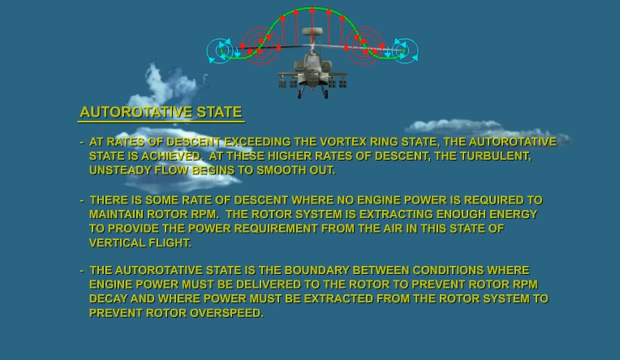 AUTOROTATIVE STATE
- AT RATES OF DESCENT EXCEEDING THE VORTEX RING STATE, THE AUTOROTATIVE
STATE IS ACHIEVED. AT THESE HIGHER RATES OF DESCENT, THE TURBULENT,
UNSTEADY FLOW BEGINS TO SMOOTH OUT.
- THERE IS SOME RATE OF DESCENT WHERE NO ENGINE POWER IS REQUIRED TO
MAINTAIN ROTOR RPM. THE ROTOR SYSTEM IS EXTRACTING ENOUGH ENERGY
TO PROVIDE THE POWER REQUIREMENT FROM THE AIR IN THIS STATE OF
VERTICAL FLIGHT.
- THE AUTOROTATIVE STATE IS THE BOUNDARY BETWEEN CONDITIONS WHERE
ENGINE POWER MUST BE DELIVERED TO THE ROTOR TO PREVENT ROTOR RPM
DECAY AND WHERE POWER MUST BE EXTRACTED FROM THE ROTOR SYSTEM TO
PREVENT ROTOR OVERSPEED.